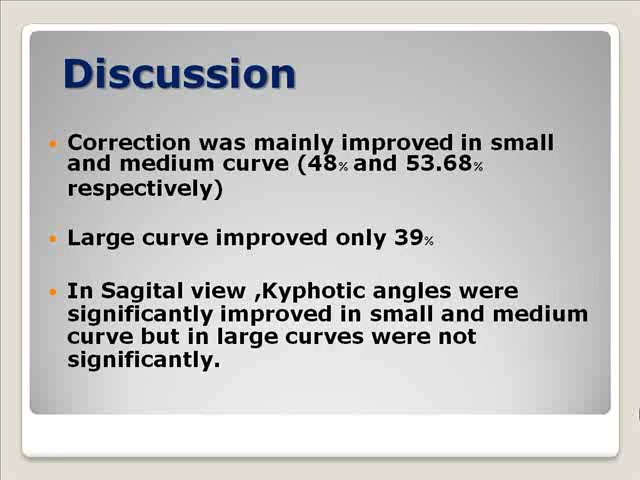 Discussion
Correction was mainly improved in small
and medium curve (48% and 53.68%
respectively)
Large curve improved only 39%
In Sagital view ,Kyphotic angles were
significantly improved in small and medium
curve but in large curves were not
significantly.